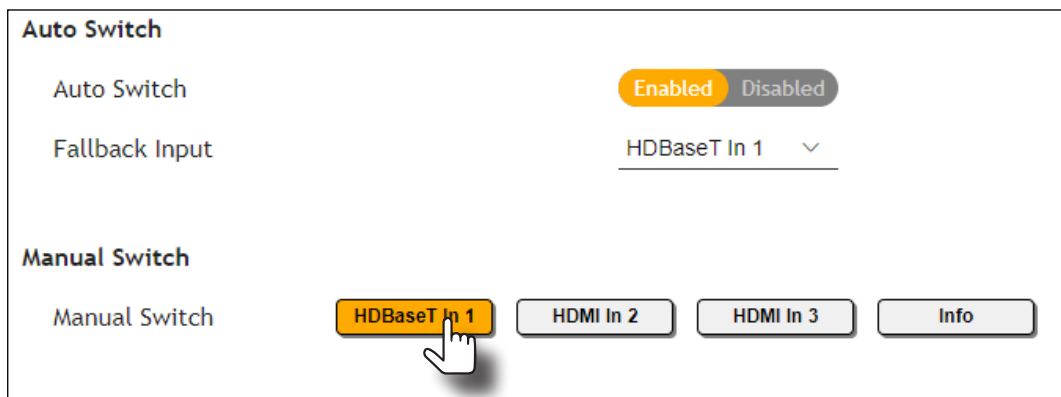 Auto Switch
Auto Switch Enabled Disabled
Fallback Input HDBaseT In 1
Manual Switch
Manual Switch HDBaseT In 1 HDMI In 2 HDMI In 3 Info